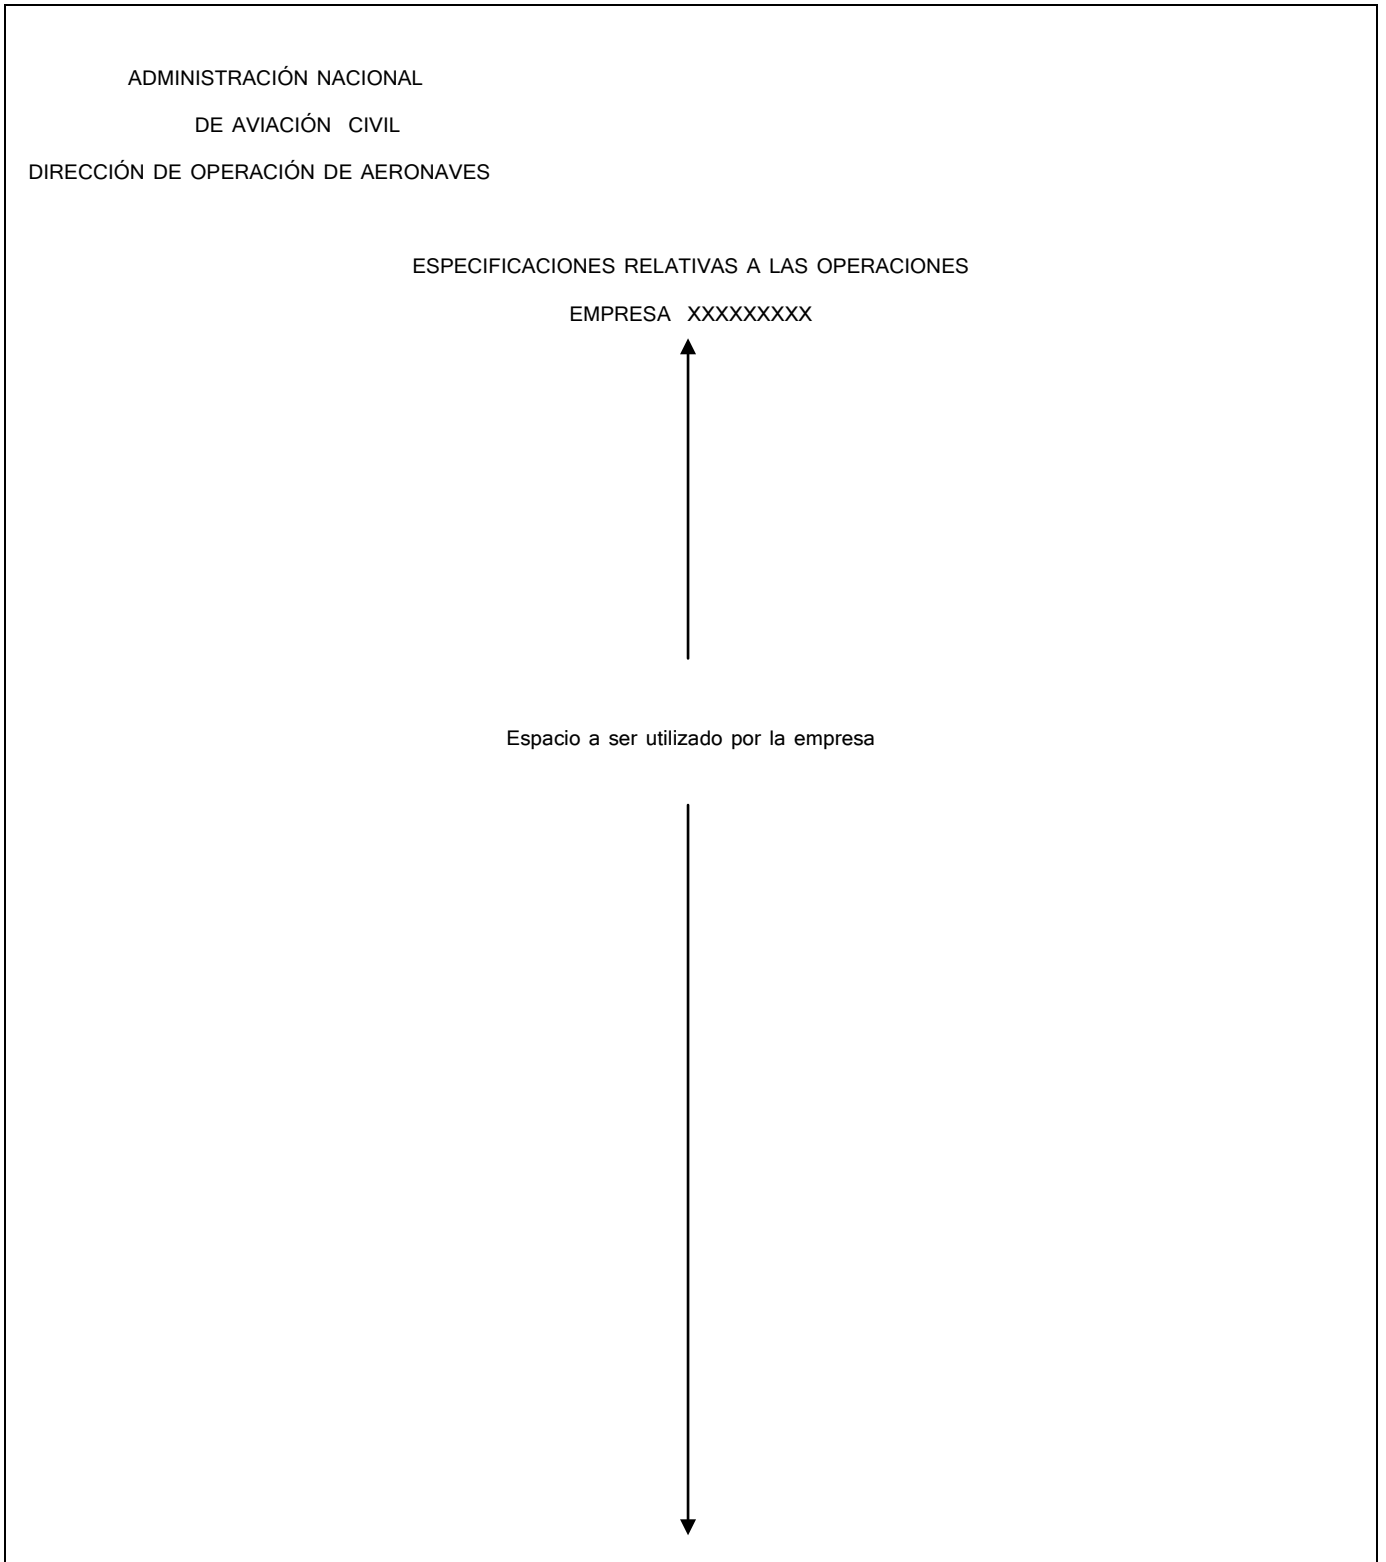 ADMINISTRACIÓN NACIONAL
DE AVIACIÓN CIVIL
DIRECCIÓN DE OPERACIÓN DE AERONAVES
ESPECIFICACIONES RELATIVAS A LAS OPERACIONES
EMPRESA XXXXXXXXX
Espacio a ser utilizado por la empresa